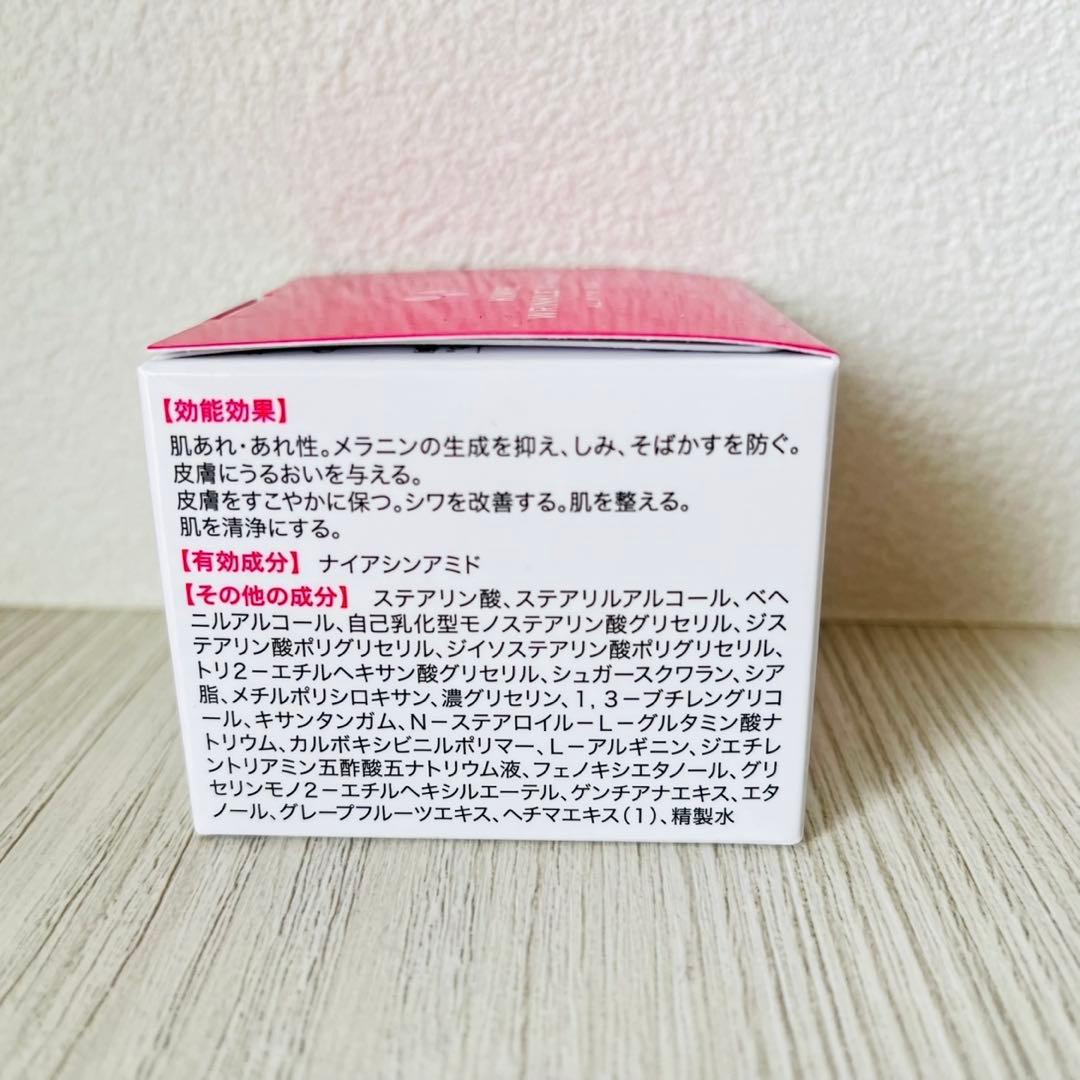 【効能効果】
肌あれ・あれ性。メラニンの生成を抑え、しみ、そばかすを防ぐ。
皮膚にうるおいを与える。
皮膚をすこやかに保つ。シワを改善する。肌を整える。
肌を清浄にする。
【有効成分】 ナイアシンアミド
【その他の成分】 ステアリン酸、ステアリルアルコール、ベヘ
ニルアルコール、自己乳化型モノステアリン酸グリセリル、ジス
テアリン酸ポリグリセリル、ジイソステアリン酸ポリグリセリル、
トリ2－エチルヘキサン酸グリセリル、シュガースクワラン、シア
脂、メチルポリシロキサン、濃グリセリン、1，3－ブチレングリコ
ール、キサンタンガム、N－ステアロイル－L－グルタミン酸ナ
トリウム、カルボキシビニルポリマー、L－アルギニン、ジエチレ
ントリアミン五酢酸五ナトリウム液、フェノキシエタノール、グリ
セリンモノ2－エチルヘキシルエーテル、ゲンチアナエキス、エタ
ノール、グレープフルーツエキス、ヘチマエキス（1）、精製水